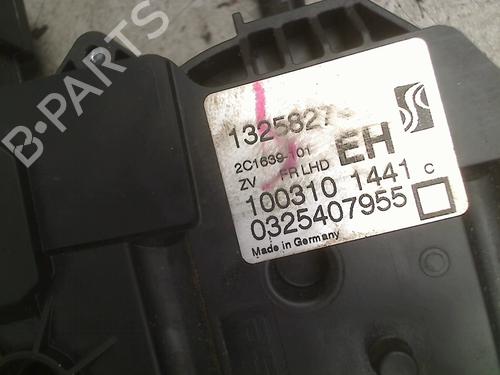 B-PARTS
1325827
EH
2C1639-101
ZV FR LHD
100310 1441 C
0325407955
Made in Germany